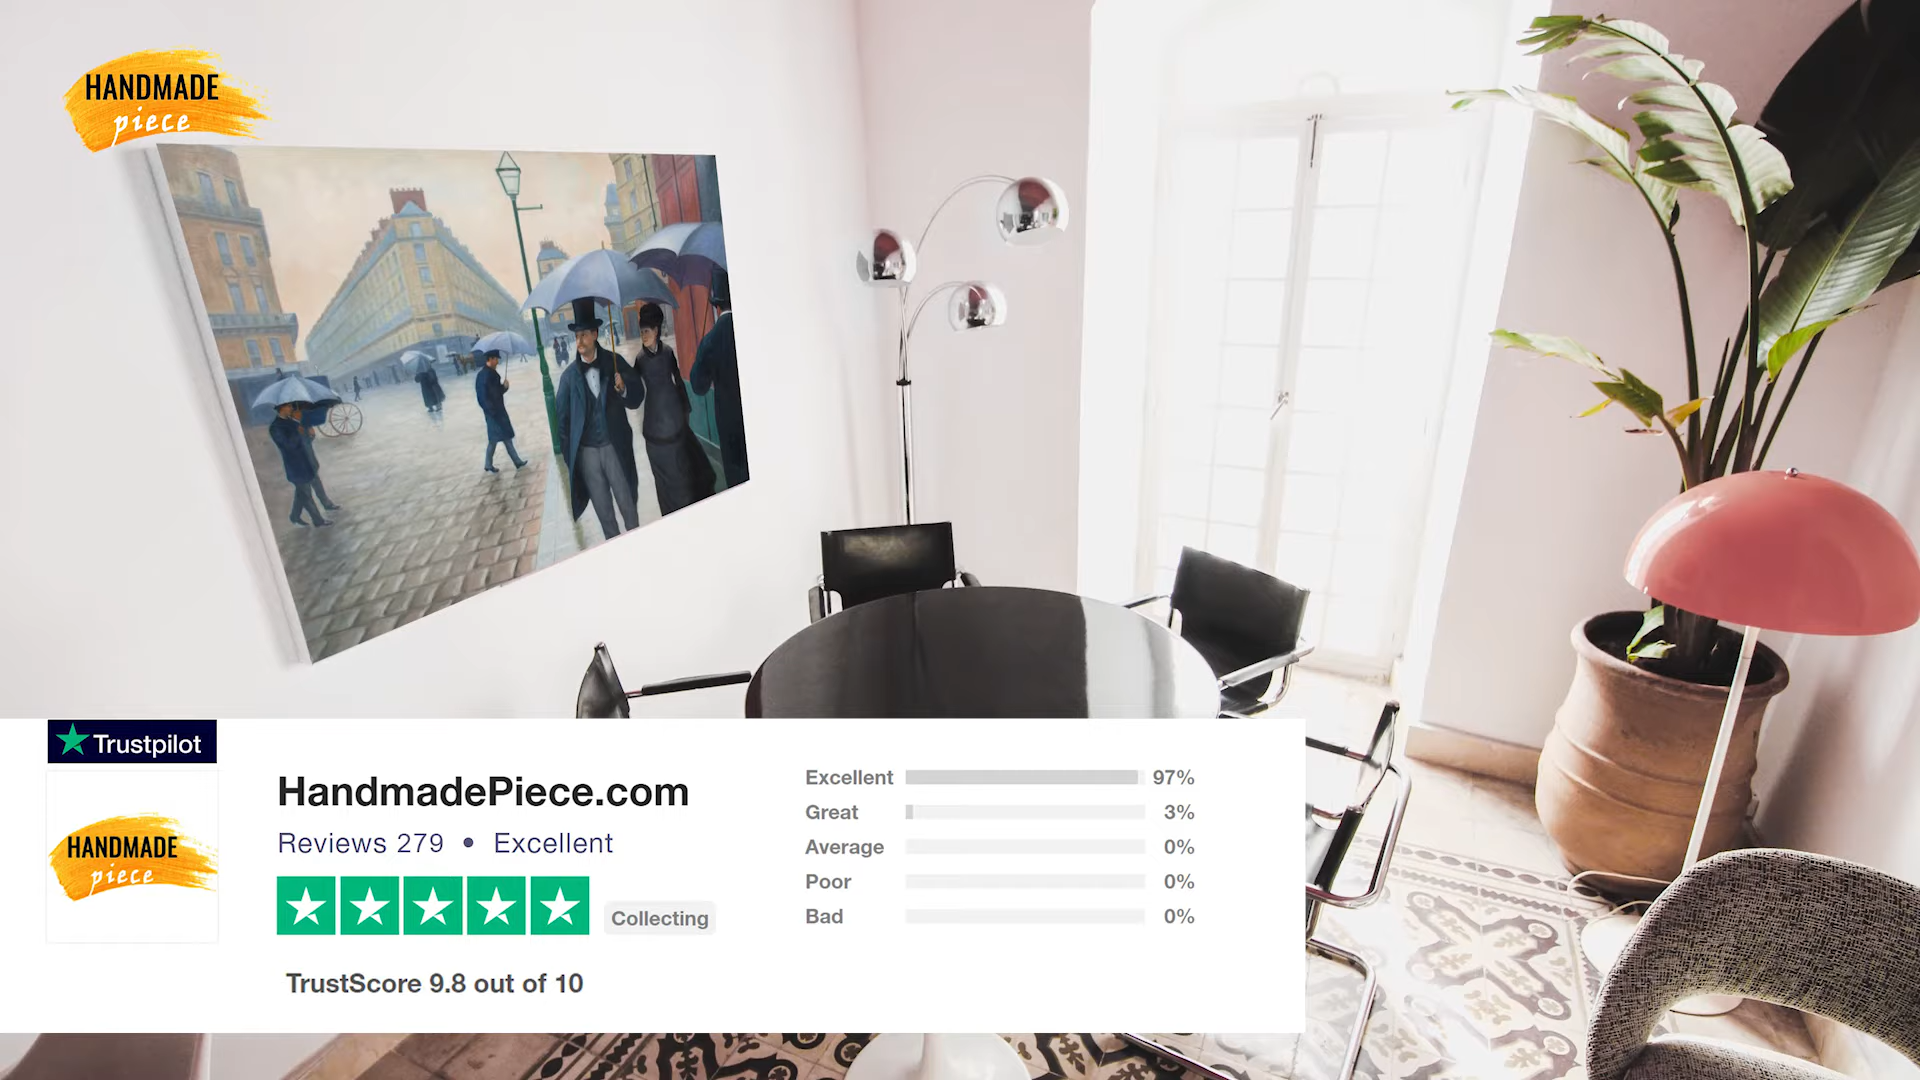 HANDMADE
piece
Trustpilot
HANDMADE
piece
HandmadePiece.com
Reviews 279 • Excellent
Collecting
TrustScore 9.8 out of 10
Excellent 97%
Great 3%
Average 0%
Poor 0%
Bad 0%